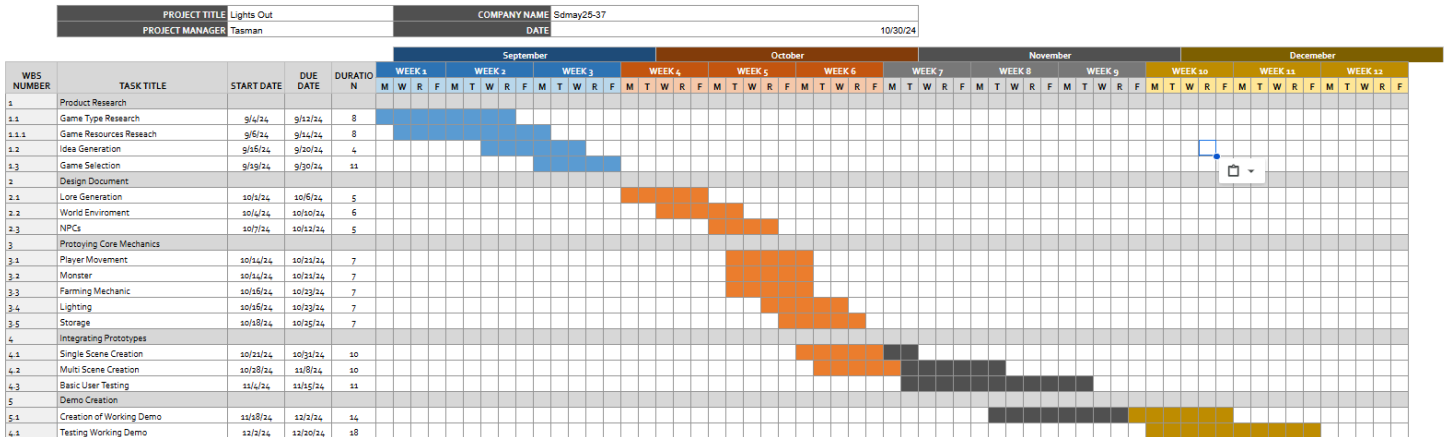 PROJECT TITLE Lights Out COMPANY NAME Sdmay25-37
PROJECT MANAGER Tasman DATE 10/30/24
September October November Decemeber
WBS NUMBER TASK TITLE START DATE DUE DATE DURATIO N WEEK 1 WEEK 2 WEEK 3 WEEK 4 WEEK 5 WEEK 6 WEEK 7 WEEK 8 WEEK 9 WEEK 10 WEEK 11 WEEK 12
M W R F M T W R F M T W R F M T W R F M T W R F M T W R F M T W R F M T W R F M T W R F M T W R F M T W R F M T W R F
1 Product Research
1.1 Game Type Research 9/4/24 9/12/24 8
1.1.1 Game Resources Reseach 9/6/24 9/14/24 8
1.2 Idea Generation 9/16/24 9/20/24 4
1.3 Game Selection 9/19/24 9/30/24 11
2 Design Document
2.1 Lore Generation 10/1/24 10/6/24 5
2.2 World Enviroment 10/4/24 10/10/24 6
2.3 NPCs 10/7/24 10/12/24 5
3 Protoying Core Mechanics
3.1 Player Movement 10/14/24 10/21/24 7
3.2 Monster 10/14/24 10/21/24 7
3.3 Farming Mechanic 10/16/24 10/23/24 7
3.4 Lighting 10/16/24 10/23/24 7
3.5 Storage 10/18/24 10/25/24 7
4 Integrating Prototypes
4.1 Single Scene Creation 10/21/24 10/31/24 10
4.2 Multi Scene Creation 10/28/24 11/8/24 10
4.3 Basic User Testing 11/4/24 11/15/24 11
5 Demo Creation
5.1 Creation of Working Demo 11/18/24 12/2/24 14
4.1 Testing Working Demo 12/2/24 12/20/24 18